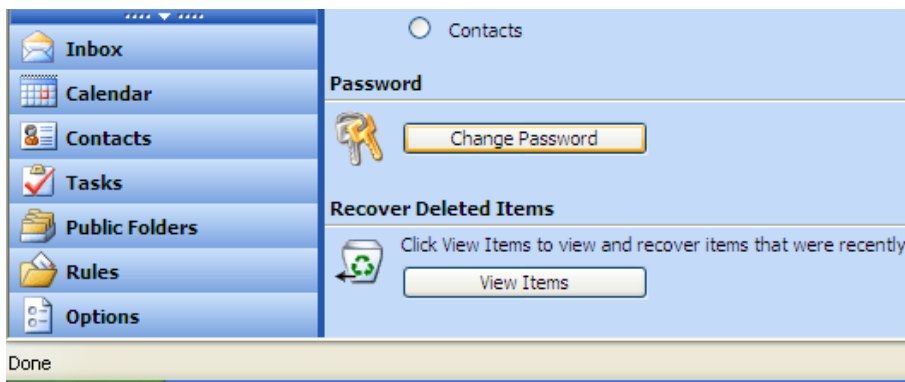 Inbox
Calendar
Contacts
Tasks
Public Folders
Rules
Options
Contacts
Password
Change Password
Recover Deleted Items
Click View Items to view and recover items that were recently
View Items
Done